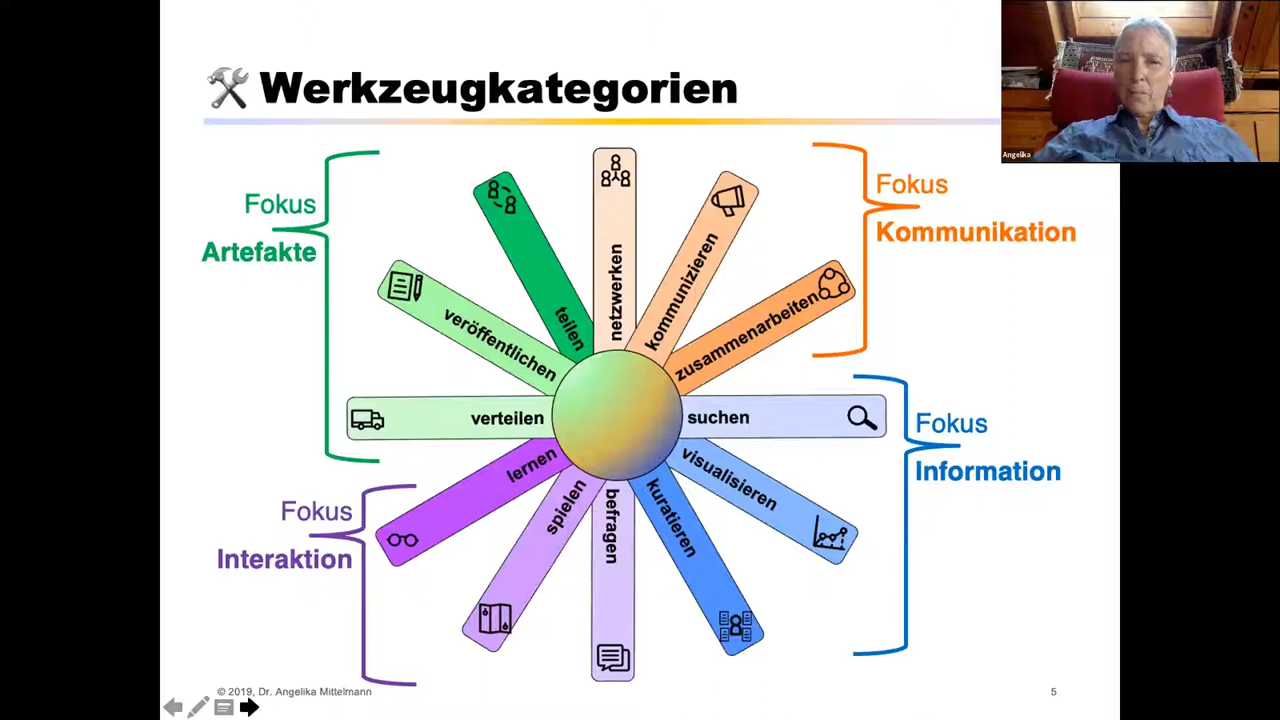 Werkzeugkategorien
Angelika
Fokus
Artefakte
teilen
veröffentlichen
verteilen
netzwerken
kommunizieren
zusammenarbeiten
Fokus
Kommunikation
suchen
visualisieren
kuratieren
Fokus
Information
lernen
spielen
befragen
Fokus
Interaktion
© 2019, Dr. Angelika Mittelmann
5